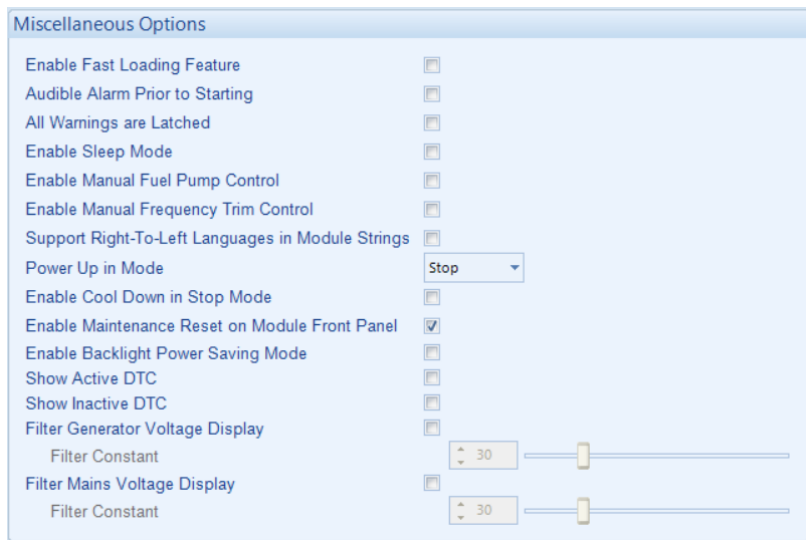 Miscellaneous Options
Enable Fast Loading Feature
Audible Alarm Prior to Starting
All Warnings are Latched
Enable Sleep Mode
Enable Manual Fuel Pump Control
Enable Manual Frequency Trim Control
Support Right-To-Left Languages in Module Strings
Power Up in Mode Stop
Enable Cool Down in Stop Mode
Enable Maintenance Reset on Module Front Panel
Enable Backlight Power Saving Mode
Show Active DTC
Show Inactive DTC
Filter Generator Voltage Display
Filter Constant 30
Filter Mains Voltage Display
Filter Constant 30